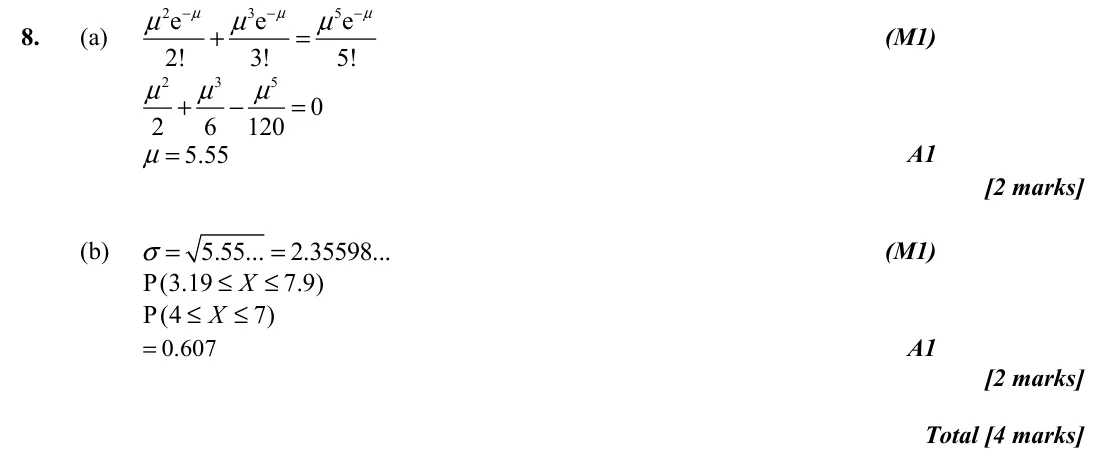 8. (a) μ²e⁻μ/2! + μ³e⁻μ/3! = μ⁵e⁻μ/5! (M1)
μ²/2 + μ³/6 − μ⁵/120 = 0
μ = 5.55 A1
[2 marks]
(b) σ = √5.55... = 2.35598... (M1)
P(3.19 ≤ X ≤ 7.9)
P(4 ≤ X ≤ 7)
= 0.607 A1
[2 marks]
Total [4 marks]